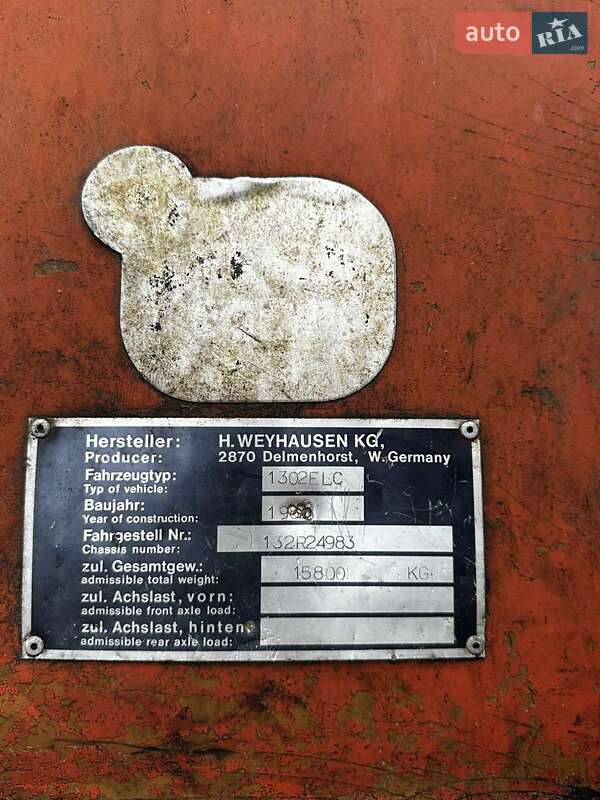 auto RIA .com
Hersteller: H. WEYHAUSEN KG,
Producer: 2870 Delmenhorst, W. Germany
Fahrzeugtyp: 1302ELC
Typ of vehicle:
Baujahr:
Year of construction:
Fahrgestell Nr.: 132R24983
Chassis number:
zul. Gesamtgew.: 15800 KG.
admissible total weight:
zul. Achslast, vorn:
admissible front axle load:
zul. Achslast, hinten:
admissible rear axle load: